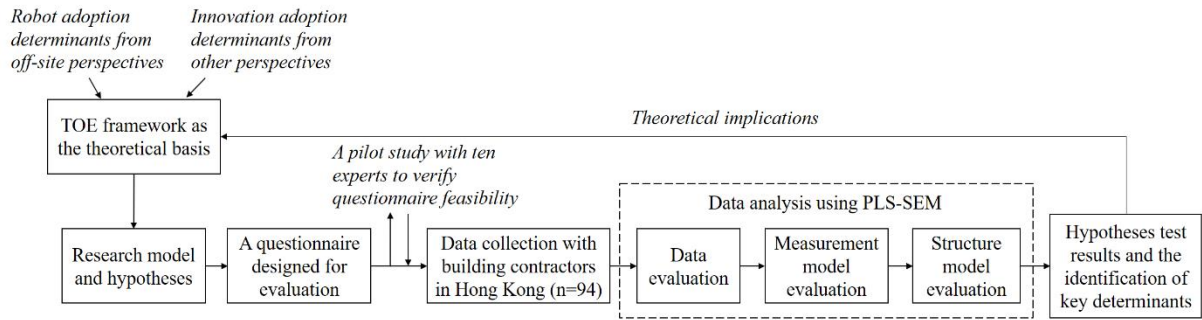 Robot adoption
determinants from
off-site perspectives
Innovation adoption
determinants from
other perspectives
TOE framework as
the theoretical basis
Theoretical implications
A pilot study with ten
experts to verify
questionnaire feasibility
Research model
and hypotheses
A questionnaire
designed for
evaluation
Data collection with
building contractors
in Hong Kong (n=94)
Data analysis using PLS-SEM
Data
evaluation
Measurement
model
evaluation
Structure
model
evaluation
Hypotheses test
results and the
identification of
key determinants